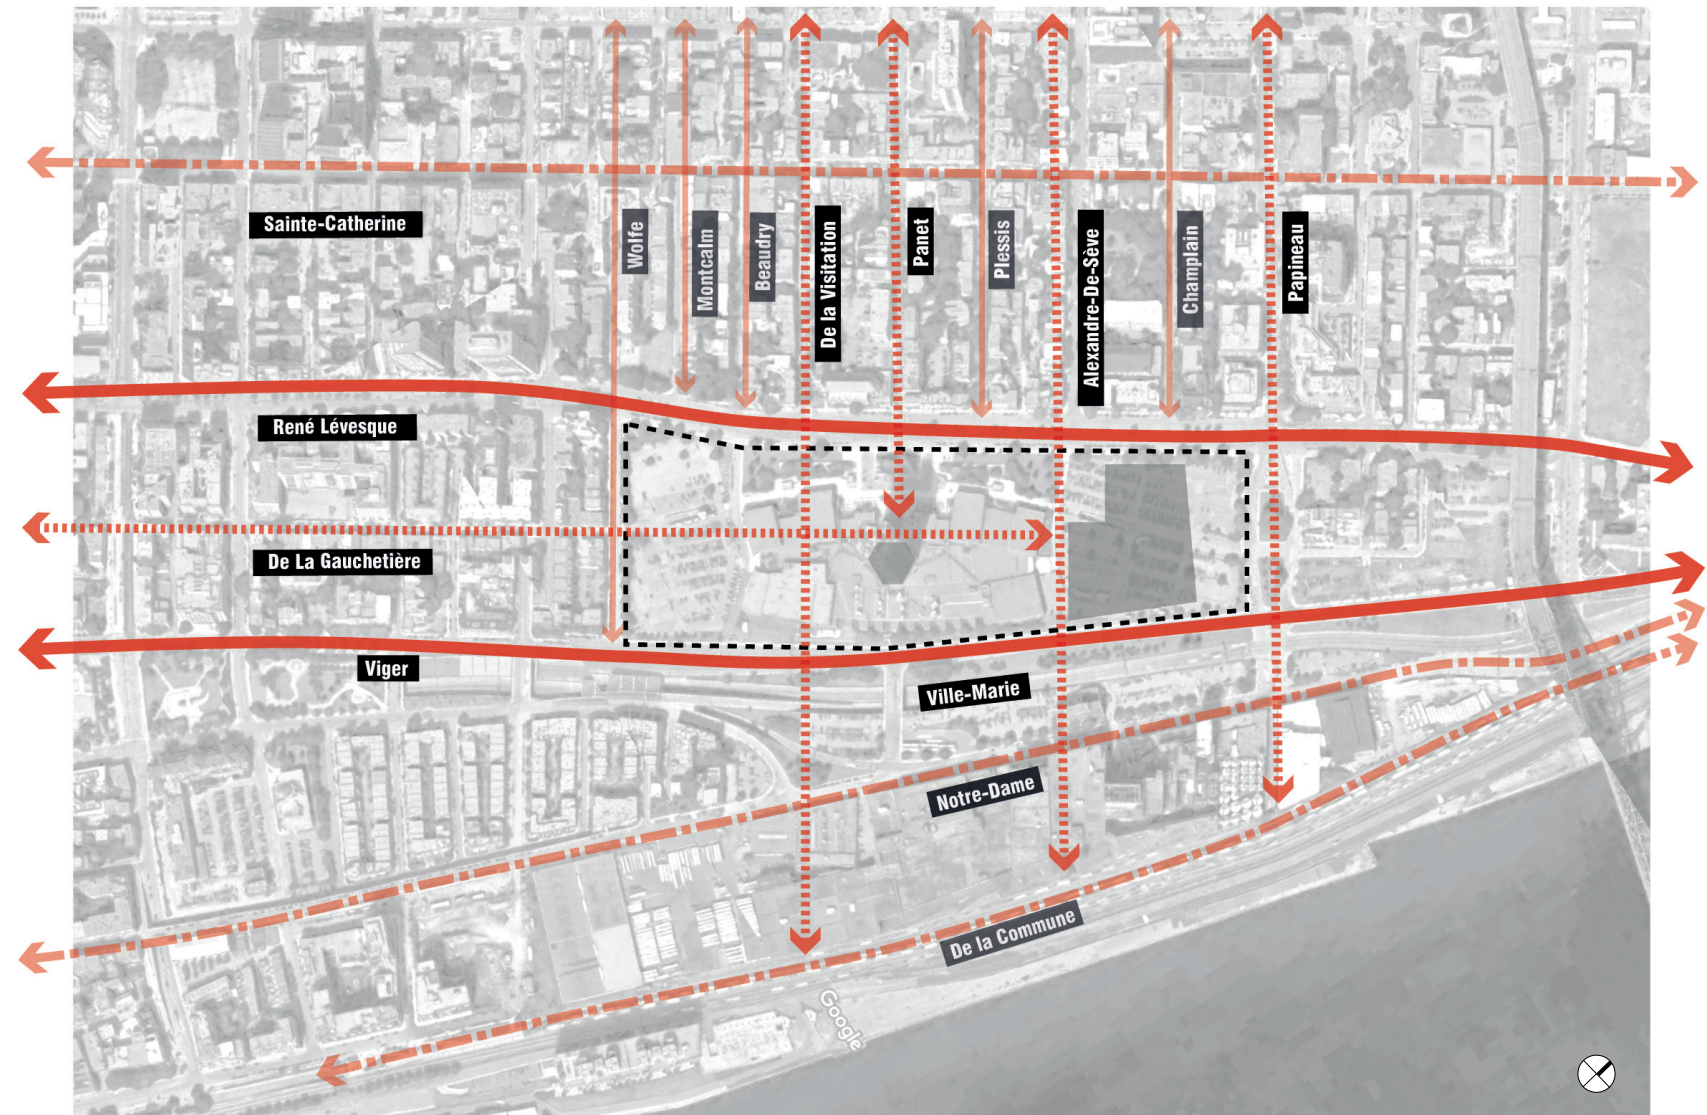 Sainte-Catherine
Wolfe
Montcalm
Beaudry
De la Visitation
Panet
Plessis
Alexandre-De-Sève
Champlain
Papineau
René Lévesque
De La Gauchetière
Viger
Ville-Marie
Notre-Dame
De la Commune
Google